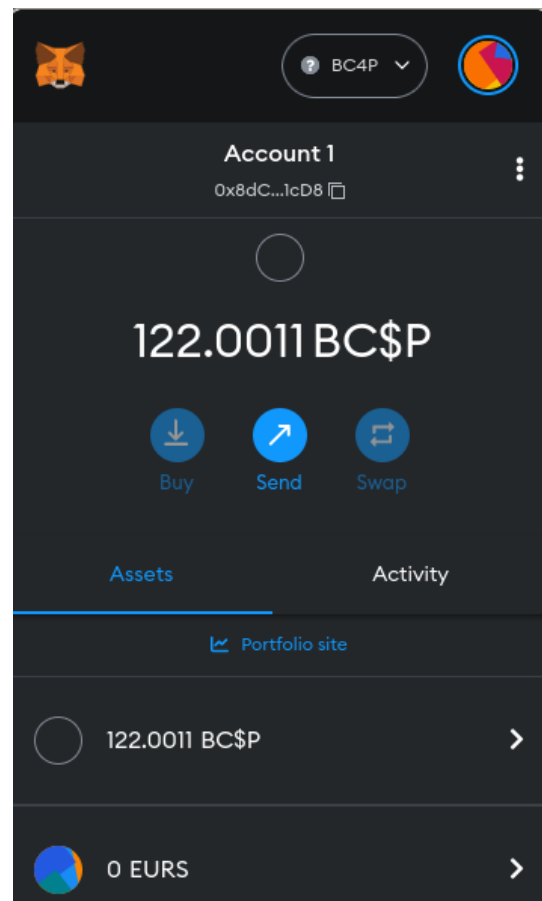 BC4P
Account 1
0x8dC...1cD8
122.0011 BC$P
Buy Send Swap
Assets Activity
Portfolio site
122.0011 BC$P
0 EURS